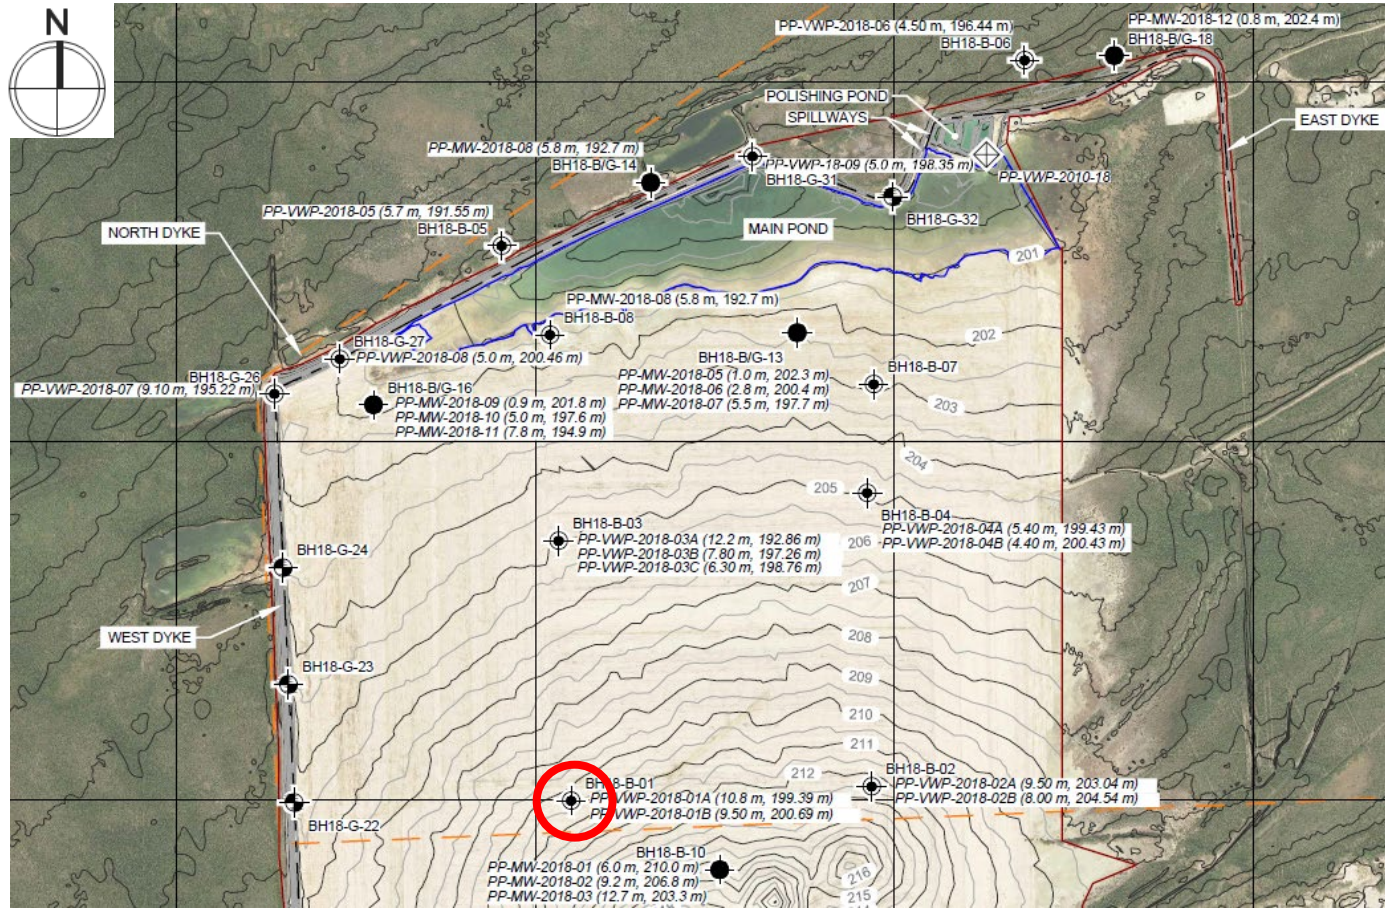 N
PP-VWP-2018-06 (4.50 m, 196.44 m)
BH18-B-06
PP-MW-2018-12 (0.8 m, 202.4 m)
BH18-B/G-18
POLISHING POND
SPILLWAYS
EAST DYKE
PP-MW-2018-08 (5.8 m, 192.7 m)
BH18-B/G-14
PP-VWP-18-09 (5.0 m, 198.35 m)
BH18-G-31
PP-VWP-2010-18
BH18-G-32
PP-VWP-2018-05 (5.7 m, 191.55 m)
BH18-B-05
NORTH DYKE
MAIN POND
201
PP-MW-2018-08 (5.8 m, 192.7 m)
BH18-B-08
202
BH18-G-27
PP-VWP-2018-08 (5.0 m, 200.46 m)
BH18-G-26
PP-VWP-2018-07 (9.10 m, 195.22 m)
BH18-B/G-16
PP-MW-2018-09 (0.9 m, 201.8 m)
PP-MW-2018-10 (5.0 m, 197.6 m)
PP-MW-2018-11 (7.8 m, 194.9 m)
BH18-B/G-13
PP-MW-2018-05 (1.0 m, 202.3 m)
PP-MW-2018-06 (2.8 m, 200.4 m)
PP-MW-2018-07 (5.5 m, 197.7 m)
BH18-B-07
203
204
205
BH18-B-03
PP-VWP-2018-03A (12.2 m, 192.86 m)
PP-VWP-2018-03B (7.80 m, 197.26 m)
PP-VWP-2018-03C (6.30 m, 198.76 m)
BH18-B-04
PP-VWP-2018-04A (5.40 m, 199.43 m)
PP-VWP-2018-04B (4.40 m, 200.43 m)
206
BH18-G-24
207
WEST DYKE
208
BH18-G-23
209
210
211
212
BH18-B-01
PP-VWP-2018-01A (10.8 m, 199.39 m)
PP-VWP-2018-01B (9.50 m, 200.69 m)
BH18-B-02
PP-VWP-2018-02A (9.50 m, 203.04 m)
PP-VWP-2018-02B (8.00 m, 204.54 m)
BH18-G-22
BH18-B-10
PP-MW-2018-01 (6.0 m, 210.0 m)
PP-MW-2018-02 (9.2 m, 206.8 m)
PP-MW-2018-03 (12.7 m, 203.3 m)
216
215